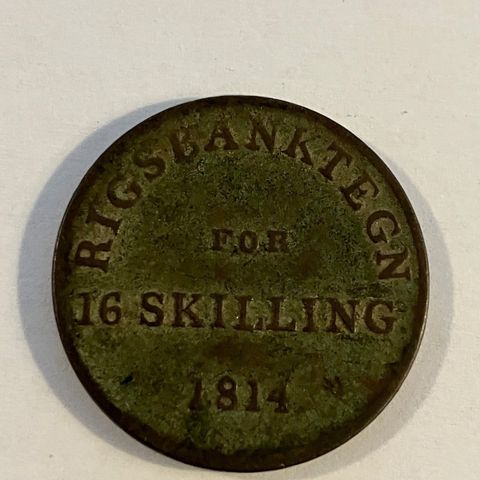 RIGSBANKTEGN
FOR
16 SKILLING
1814